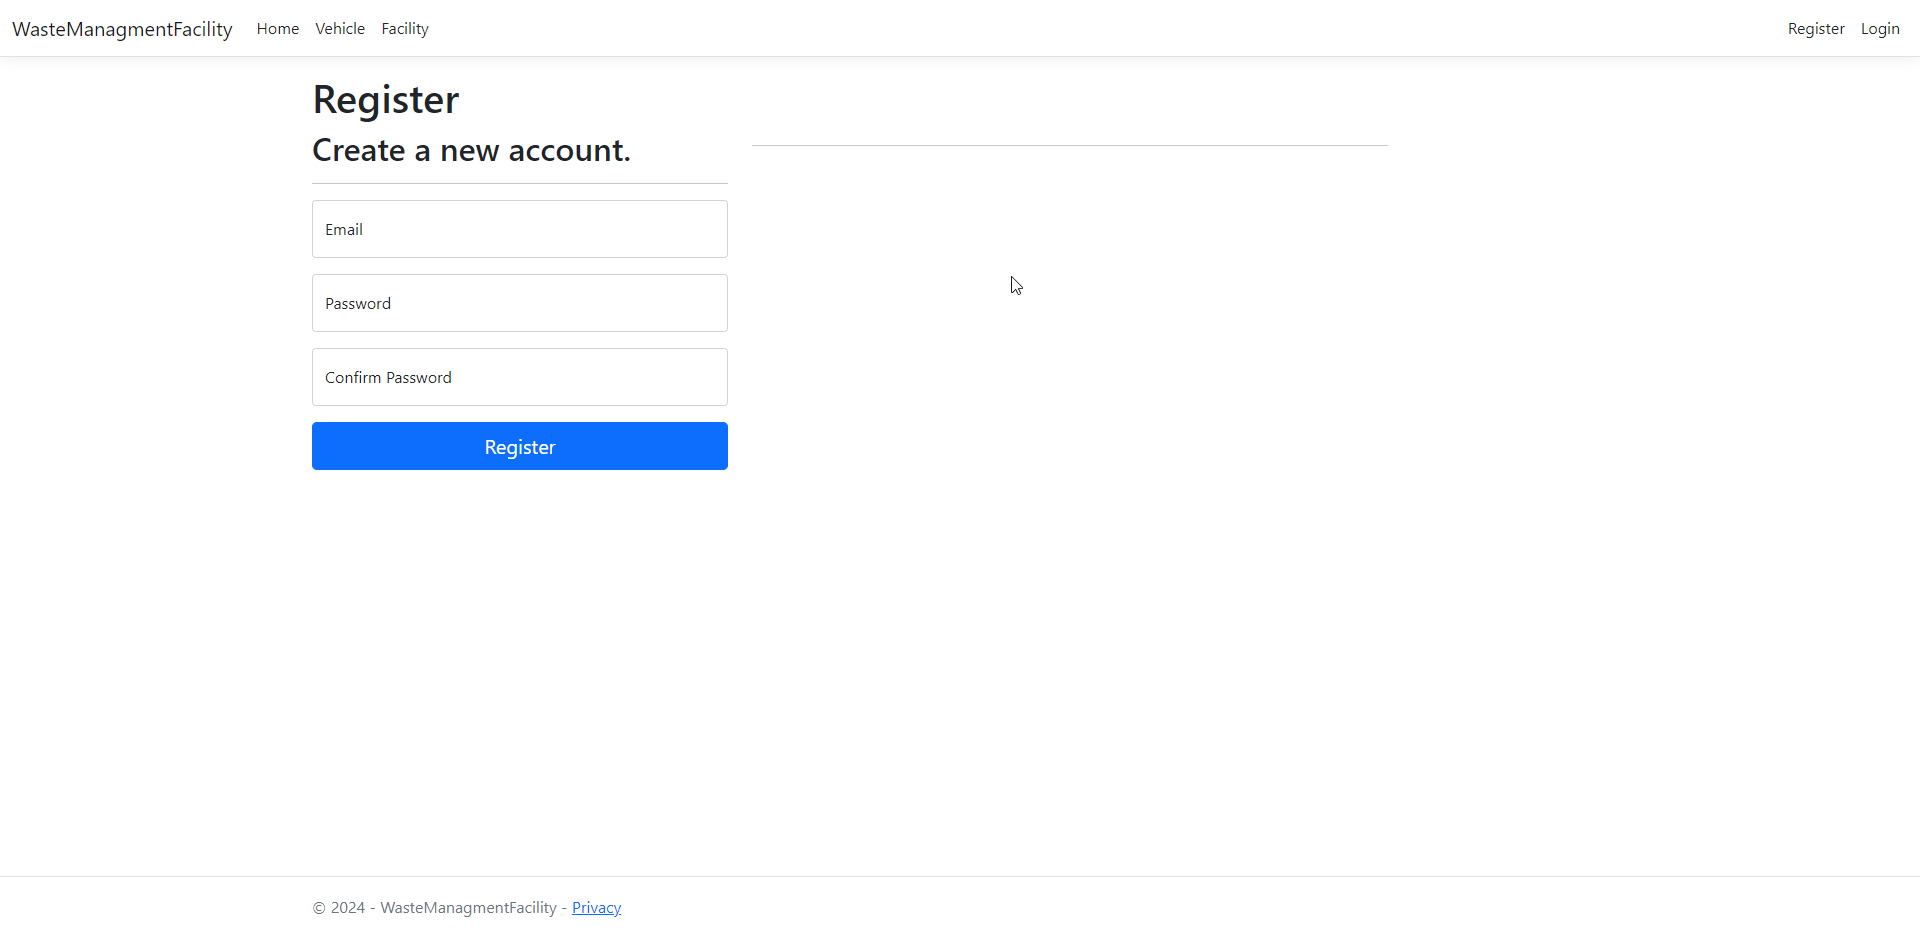 WasteManagmentFacility Home Vehicle Facility Register Login
Register
Create a new account.
Email
Password
Confirm Password
Register
© 2024 - WasteManagmentFacility - Privacy